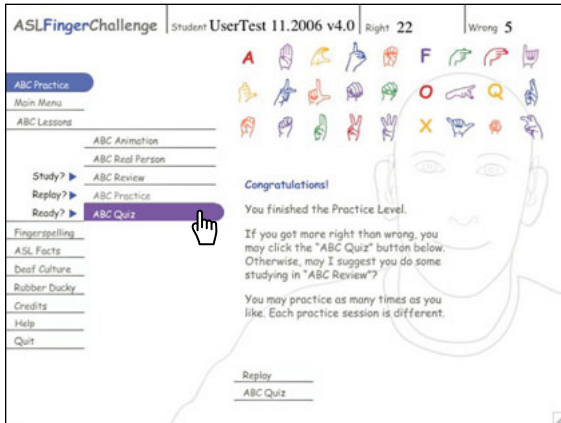 ASLFingerChallenge Student UserTest 11.2006 v4.0 Right 22 Wrong 5
A F
O Q
X
ABC Practice
Main Menu
ABC Lessons
ABC Animation
ABC Real Person
Study? ABC Review
Replay? ABC Practice
Ready? ABC Quiz
Fingerspelling
ASL Facts
Deaf Culture
Rubber Ducky
Credits
Help
Quit
Congratulations!
You finished the Practice Level.
If you got more right than wrong, you
may click the "ABC Quiz" button below.
Otherwise, may I suggest you do some
studying in "ABC Review"?
You may practice as many times as you
like. Each practice session is different.
Replay
ABC Quiz